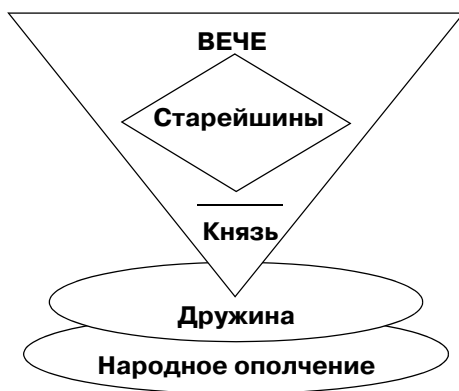 ВЕЧЕ
Старейшины
Князь
Дружина
Народное ополчение